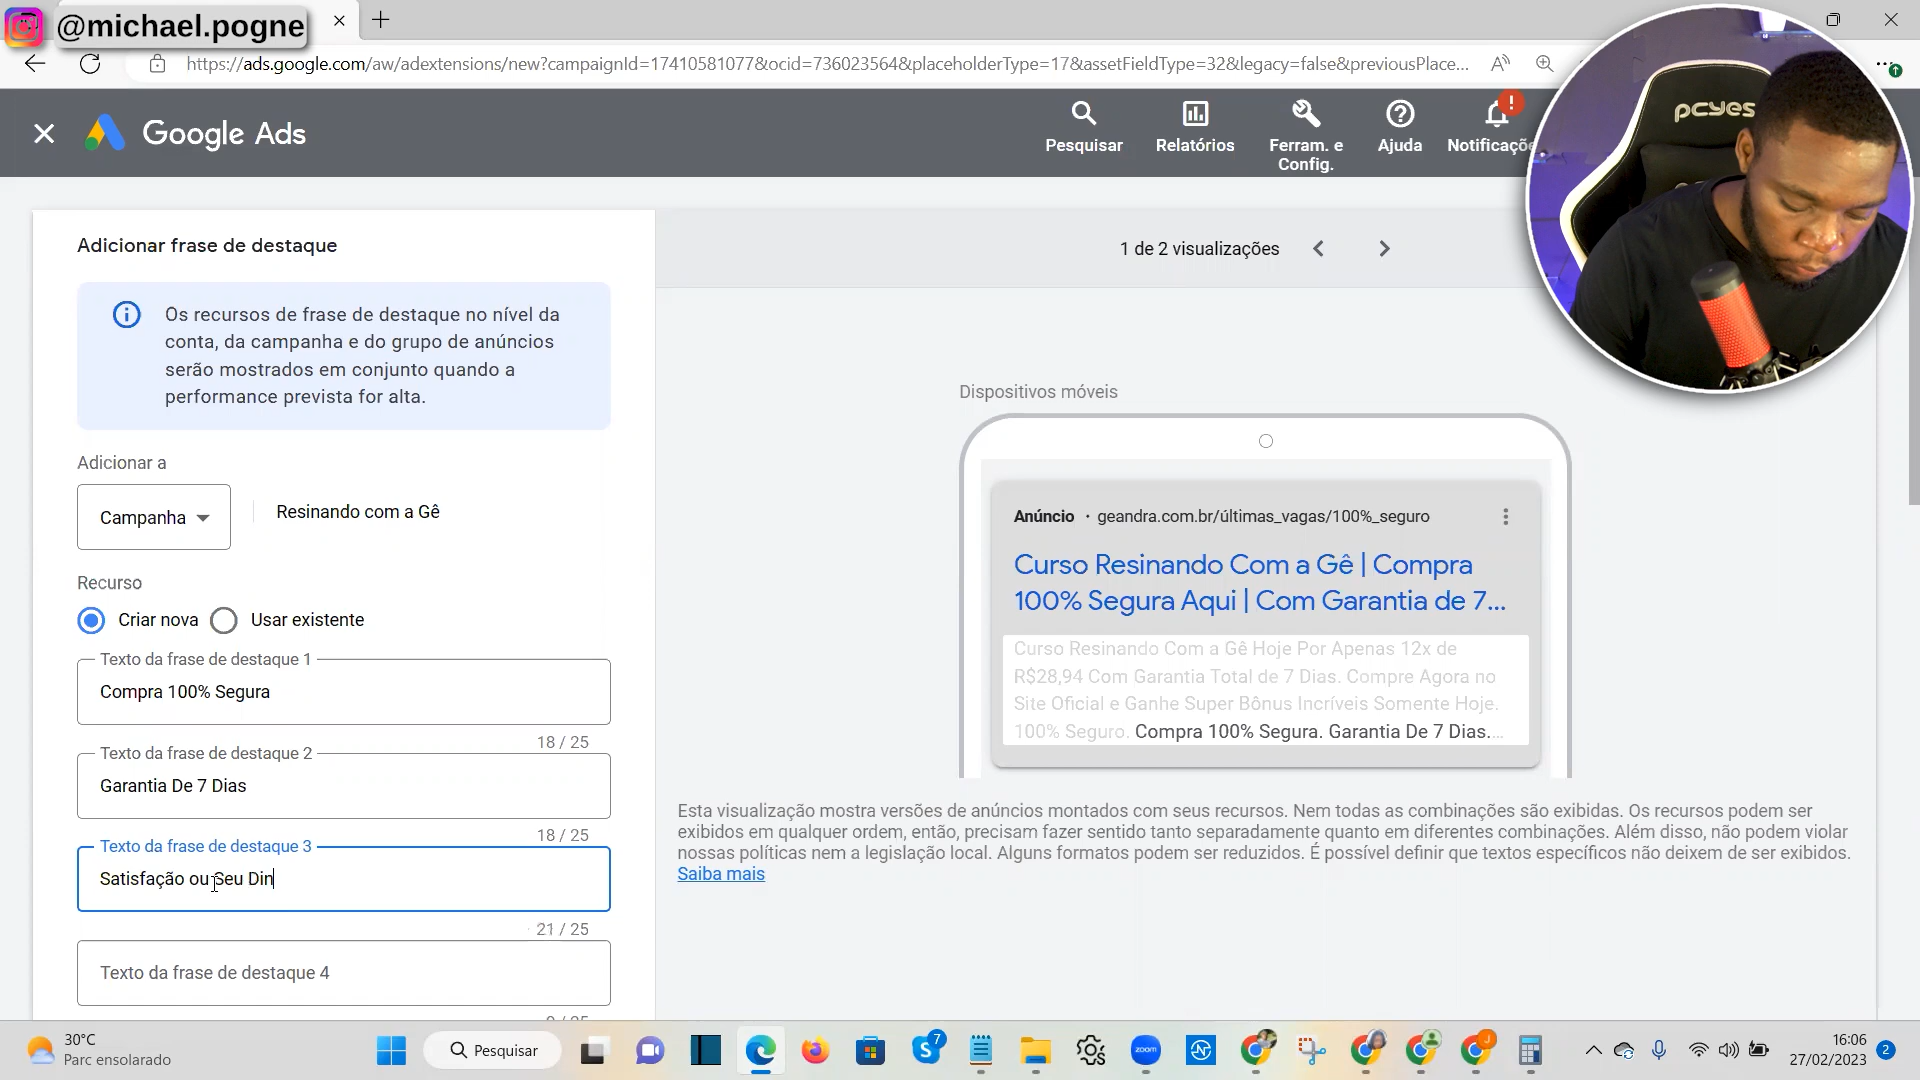 @michael.pogne
https://ads.google.com/aw/adextensions/new?campaignId=17410581077&ocid=736023564&placeholderType=17&assetFieldType=32&legacy=false&previousPlace...
Google Ads
Pesquisar
Relatórios
Ferram. e
Config.
Ajuda
Notificaçõe
pcyes
Adicionar frase de destaque
1 de 2 visualizações
Os recursos de frase de destaque no nível da
conta, da campanha e do grupo de anúncios
serão mostrados em conjunto quando a
performance prevista for alta.
Adicionar a
Campanha
Resinando com a Gê
Recurso
Criar nova
Usar existente
Texto da frase de destaque 1
Compra 100% Segura
18 / 25
Texto da frase de destaque 2
Garantia De 7 Dias
18 / 25
Texto da frase de destaque 3
Satisfação ou Seu Din
21 / 25
Texto da frase de destaque 4
Dispositivos móveis
Anúncio · geandra.com.br/últimas_vagas/100%_seguro
Curso Resinando Com a Gê | Compra
100% Segura Aqui | Com Garantia de 7...
Curso Resinando Com a Gê Hoje Por Apenas 12x de
R$28,94 Com Garantia Total de 7 Dias. Compre Agora no
Site Oficial e Ganhe Super Bônus Incríveis Somente Hoje.
100% Seguro. Compra 100% Segura. Garantia De 7 Dias....
Esta visualização mostra versões de anúncios montados com seus recursos. Nem todas as combinações são exibidas. Os recursos podem ser
exibidos em qualquer ordem, então, precisam fazer sentido tanto separadamente quanto em diferentes combinações. Além disso, não podem violar
nossas políticas nem a legislação local. Alguns formatos podem ser reduzidos. É possível definir que textos específicos não deixem de ser exibidos.
Saiba mais
30°C
Parc ensolarado
Pesquisar
7
zoom
J
16:06
27/02/2023
2